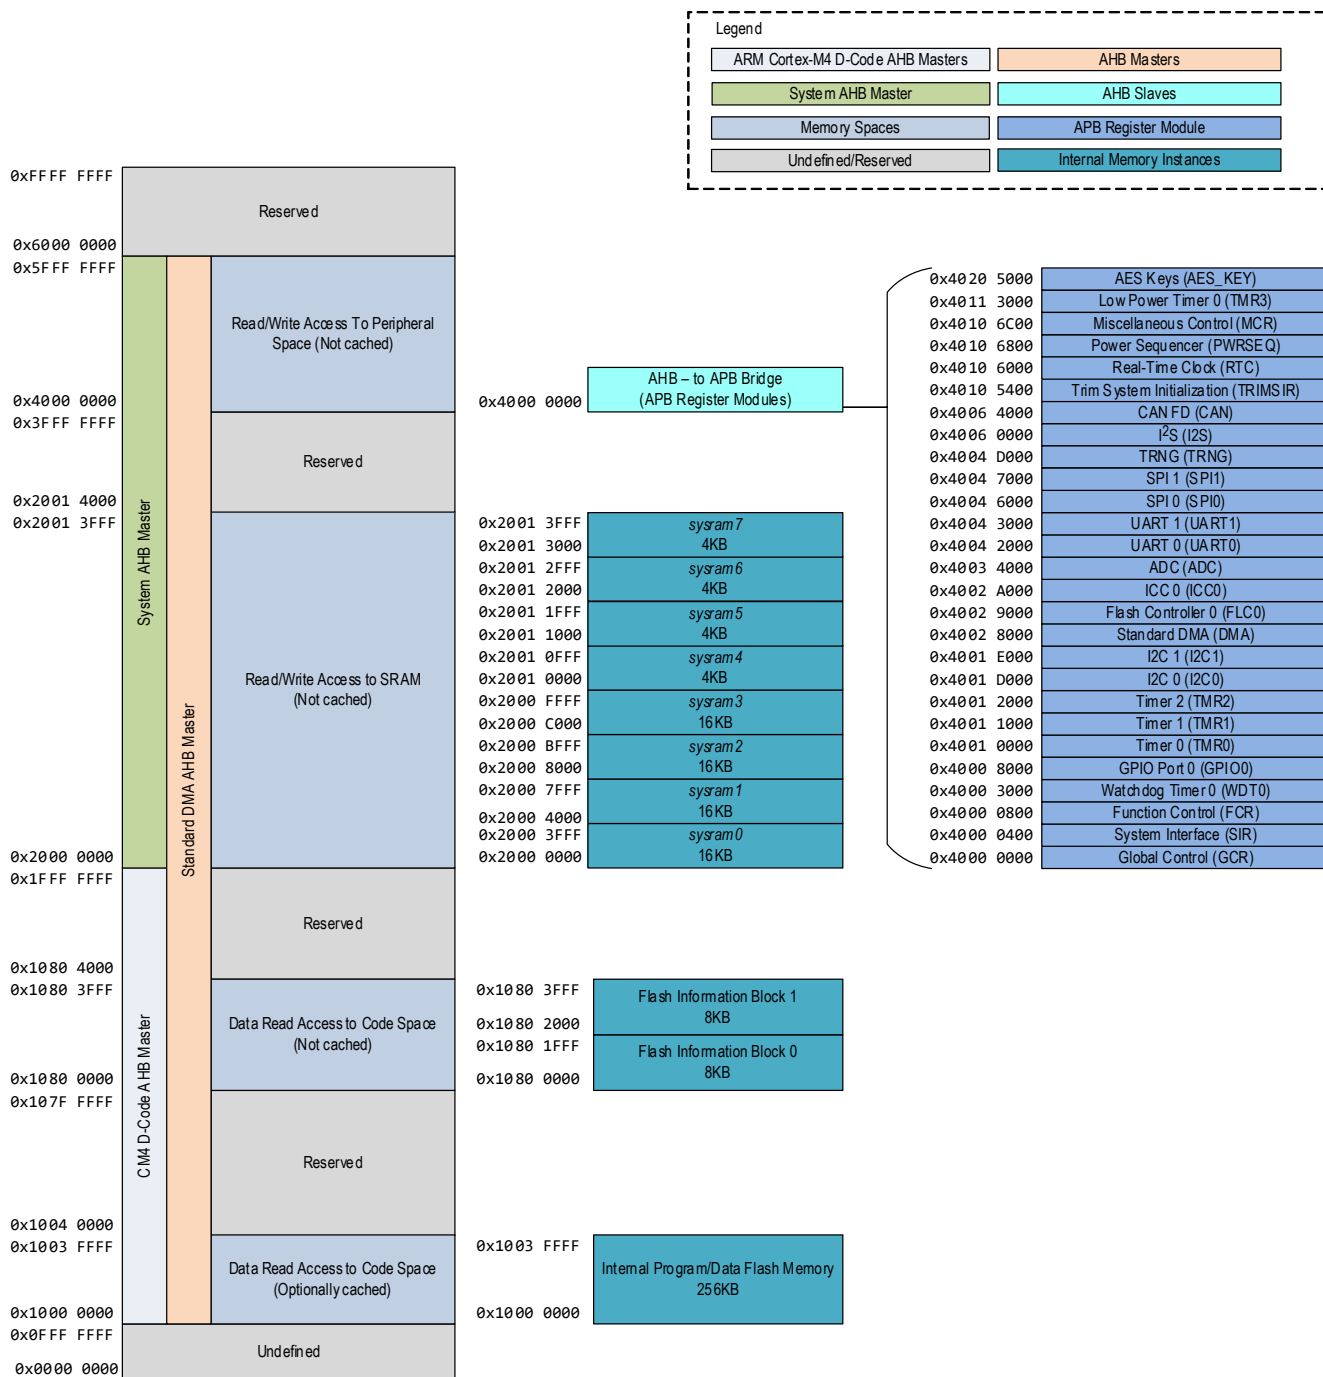 Legend
ARM Cortex-M4 D-Code AHB Masters
AHB Masters
System AHB Master
AHB Slaves
Memory Spaces
APB Register Module
Undefined/Reserved
Internal Memory Instances
0xFFFF FFFF
Reserved
0x6000 0000
0x5FFF FFFF
Read/Write Access To Peripheral
Space (Not cached)
0x4000 0000
0x3FFF FFFF
Reserved
0x2001 4000
0x2001 3FFF
System AHB Master
Standard DMA AHB Master
Read/Write Access to SRAM
(Not cached)
0x2000 0000
0x1FFF FFFF
Reserved
0x1080 4000
0x1080 3FFF
CM4 D-Code AHB Master
Data Read Access to Code Space
(Not cached)
0x1080 0000
0x107F FFFF
Reserved
0x1004 0000
0x1003 FFFF
Data Read Access to Code Space
(Optionally cached)
0x1000 0000
0x0FFF FFFF
Undefined
0x0000 0000
0x4000 0000
AHB – to APB Bridge
(APB Register Modules)
0x2001 3FFF
sysram7
4KB
0x2001 3000
0x2001 2FFF
sysram6
4KB
0x2001 2000
0x2001 1FFF
sysram5
4KB
0x2001 1000
0x2001 0FFF
sysram4
4KB
0x2001 0000
0x2000 FFFF
sysram3
16KB
0x2000 C000
0x2000 BFFF
sysram2
16KB
0x2000 8000
0x2000 7FFF
sysram1
16KB
0x2000 4000
0x2000 3FFF
sysram0
16KB
0x2000 0000
0x1080 3FFF
Flash Information Block 1
8KB
0x1080 2000
0x1080 1FFF
Flash Information Block 0
8KB
0x1080 0000
0x1003 FFFF
Internal Program/Data Flash Memory
256KB
0x1000 0000
0x4020 5000 AES Keys (AES_KEY)
0x4011 3000 Low Power Timer 0 (TMR3)
0x4010 6C00 Miscellaneous Control (MCR)
0x4010 6800 Power Sequencer (PWRSEQ)
0x4010 6000 Real-Time Clock (RTC)
0x4010 5400 Trim System Initialization (TRIMSIR)
0x4006 4000 CAN FD (CAN)
0x4006 0000 I²S (I2S)
0x4004 D000 TRNG (TRNG)
0x4004 7000 SPI 1 (SPI1)
0x4004 6000 SPI 0 (SPI0)
0x4004 3000 UART 1 (UART1)
0x4004 2000 UART 0 (UART0)
0x4003 4000 ADC (ADC)
0x4002 A000 ICC 0 (ICC0)
0x4002 9000 Flash Controller 0 (FLC0)
0x4002 8000 Standard DMA (DMA)
0x4001 E000 I2C 1 (I2C1)
0x4001 D000 I2C 0 (I2C0)
0x4001 2000 Timer 2 (TMR2)
0x4001 1000 Timer 1 (TMR1)
0x4001 0000 Timer 0 (TMR0)
0x4000 8000 GPIO Port 0 (GPIO0)
0x4000 3000 Watchdog Timer 0 (WDT0)
0x4000 0800 Function Control (FCR)
0x4000 0400 System Interface (SIR)
0x4000 0000 Global Control (GCR)